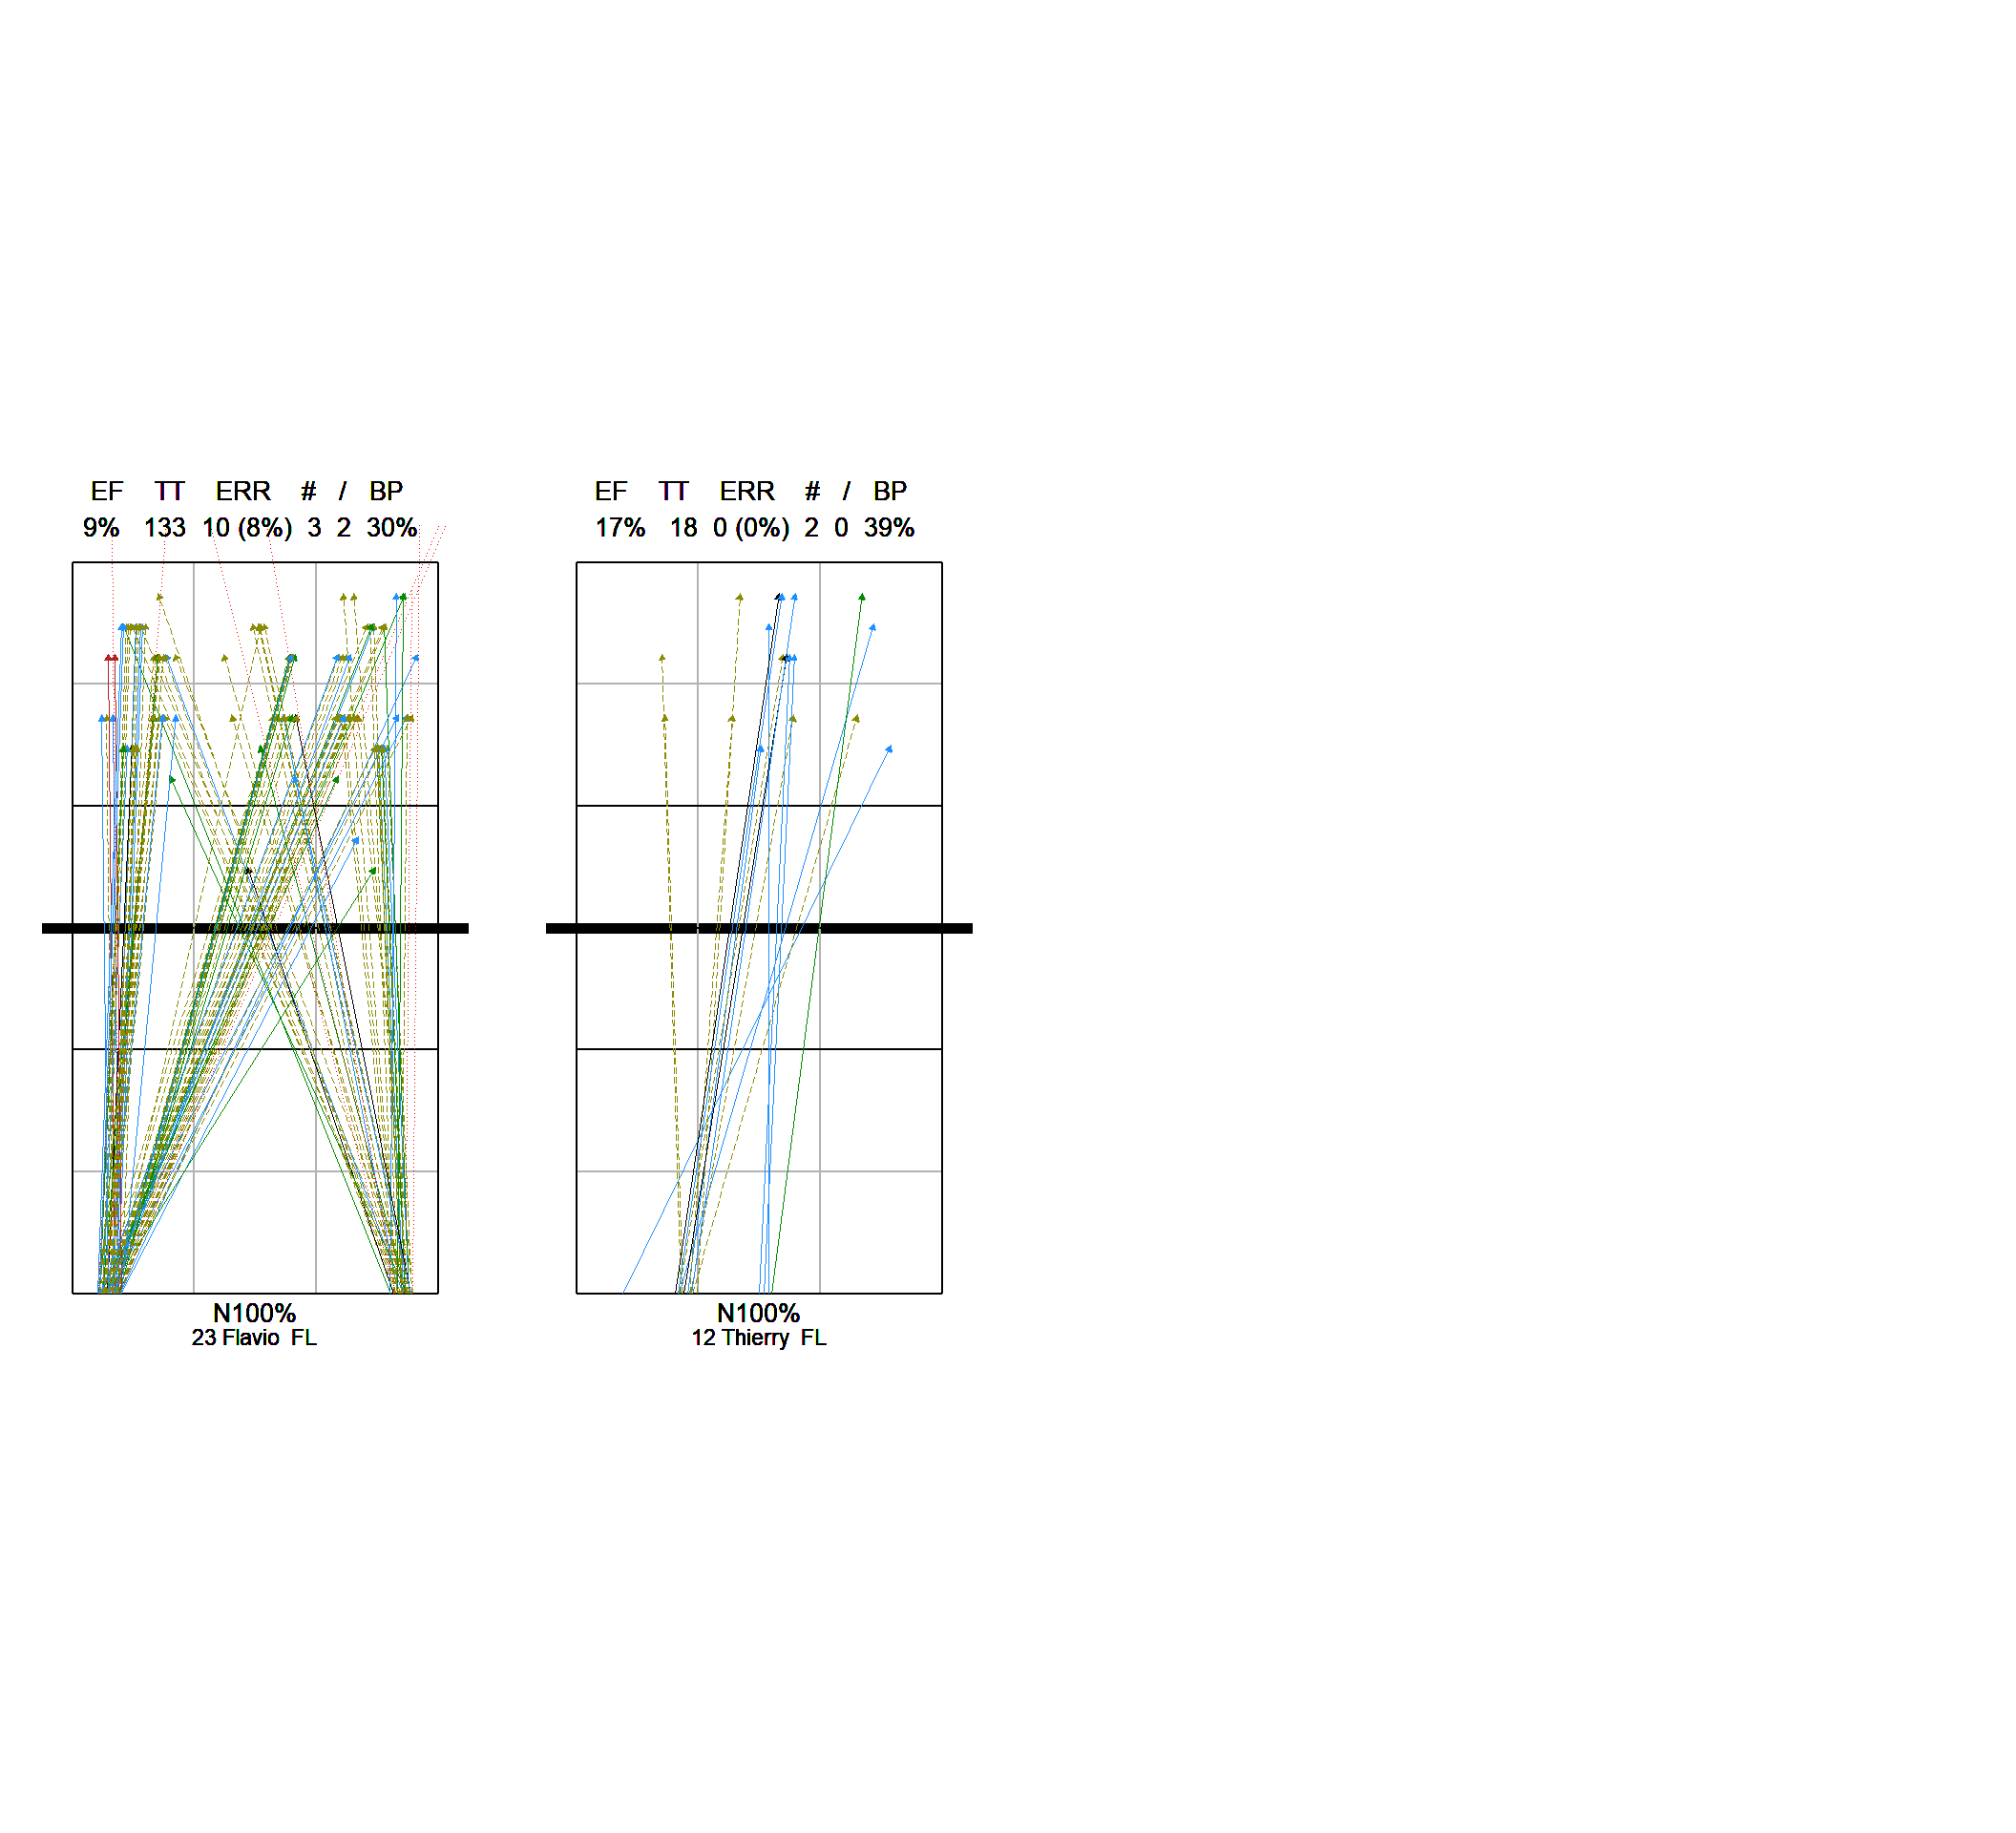 EF TT ERR # / BP
9% 133 10 (8%) 3 2 30%
N100%
23 Flavio FL
EF TT ERR # / BP
17% 18 0 (0%) 2 0 39%
N100%
12 Thierry FL